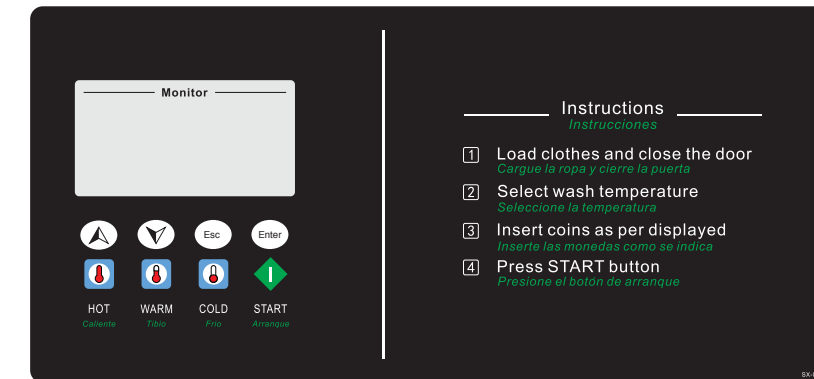 Monitor
Esc
Enter
HOT
Caliente
WARM
Tibio
COLD
Frio
START
Arranque
Instructions
Instrucciones
1 Load clothes and close the door
Cargue la ropa y cierre la puerta
2 Select wash temperature
Seleccione la temperatura
3 Insert coins as per displayed
Inserte las monedas como se indica
4 Press START button
Presione el botón de arranque